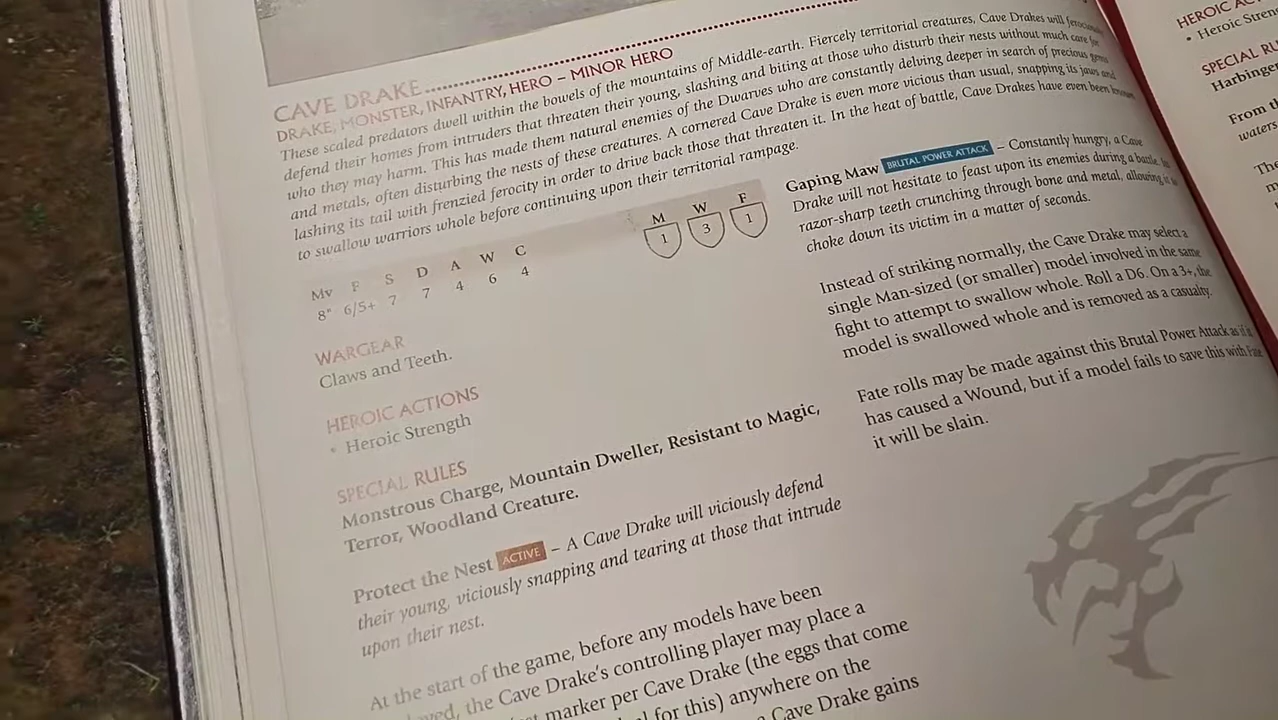 CAVE DRAKE
DRAKE, MONSTER, INFANTRY, HERO – MINOR HERO
These scaled predators dwell within the bowels of the mountains of Middle-earth. Fiercely territorial creatures, Cave Drakes will ferociously
defend their homes from intruders that threaten their young, slashing and biting at those who disturb their nests without much care for
who they may harm. This has made them natural enemies of the Dwarves who are constantly delving deeper in search of precious gems
and metals, often disturbing the nests of these creatures. A cornered Cave Drake is even more vicious than usual, snapping its jaws and
lashing its tail with frenzied ferocity in order to drive back those that threaten it. In the heat of battle, Cave Drakes have even been known
to swallow warriors whole before continuing upon their territorial rampage.
Mv F S D A W C
8" 6/5+ 7 7 4 6 4
M W F
1 3 1
WARGEAR
Claws and Teeth.
HEROIC ACTIONS
• Heroic Strength
SPECIAL RULES
Monstrous Charge, Mountain Dweller, Resistant to Magic,
Terror, Woodland Creature.
Protect the Nest ACTIVE – A Cave Drake will viciously defend
their young, viciously snapping and tearing at those that intrude
upon their nest.
At the start of the game, before any models have been
the Cave Drake's controlling player may place a
marker per Cave Drake (the eggs that come
for this) anywhere on the
Cave Drake gains
Gaping Maw BRUTAL POWER ATTACK – Constantly hungry, a Cave
Drake will not hesitate to feast upon its enemies during a battle, its
razor-sharp teeth crunching through bone and metal, allowing it to
choke down its victim in a matter of seconds.
Instead of striking normally, the Cave Drake may select a
single Man-sized (or smaller) model involved in the same
fight to attempt to swallow whole. Roll a D6. On a 3+, the
model is swallowed whole and is removed as a casualty.
Fate rolls may be made against this Brutal Power Attack as if it
has caused a Wound, but if a model fails to save this with Fate
it will be slain.
HEROIC
• Heroic
SPECIAL
From
waters